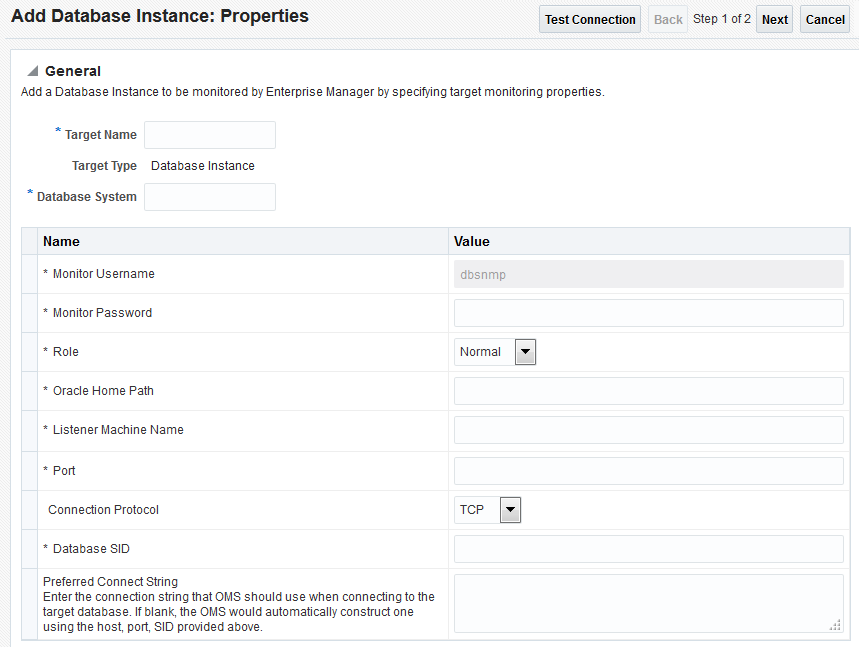 Add Database Instance: Properties
Test Connection Back Step 1 of 2 Next Cancel
General
Add a Database Instance to be monitored by Enterprise Manager by specifying target monitoring properties.
* Target Name
Target Type Database Instance
* Database System
Name Value
* Monitor Username dbsnmp
* Monitor Password
* Role Normal
* Oracle Home Path
* Listener Machine Name
* Port
Connection Protocol TCP
* Database SID
Preferred Connect String
Enter the connection string that OMS should use when connecting to the
target database. If blank, the OMS would automatically construct one
using the host, port, SID provided above.